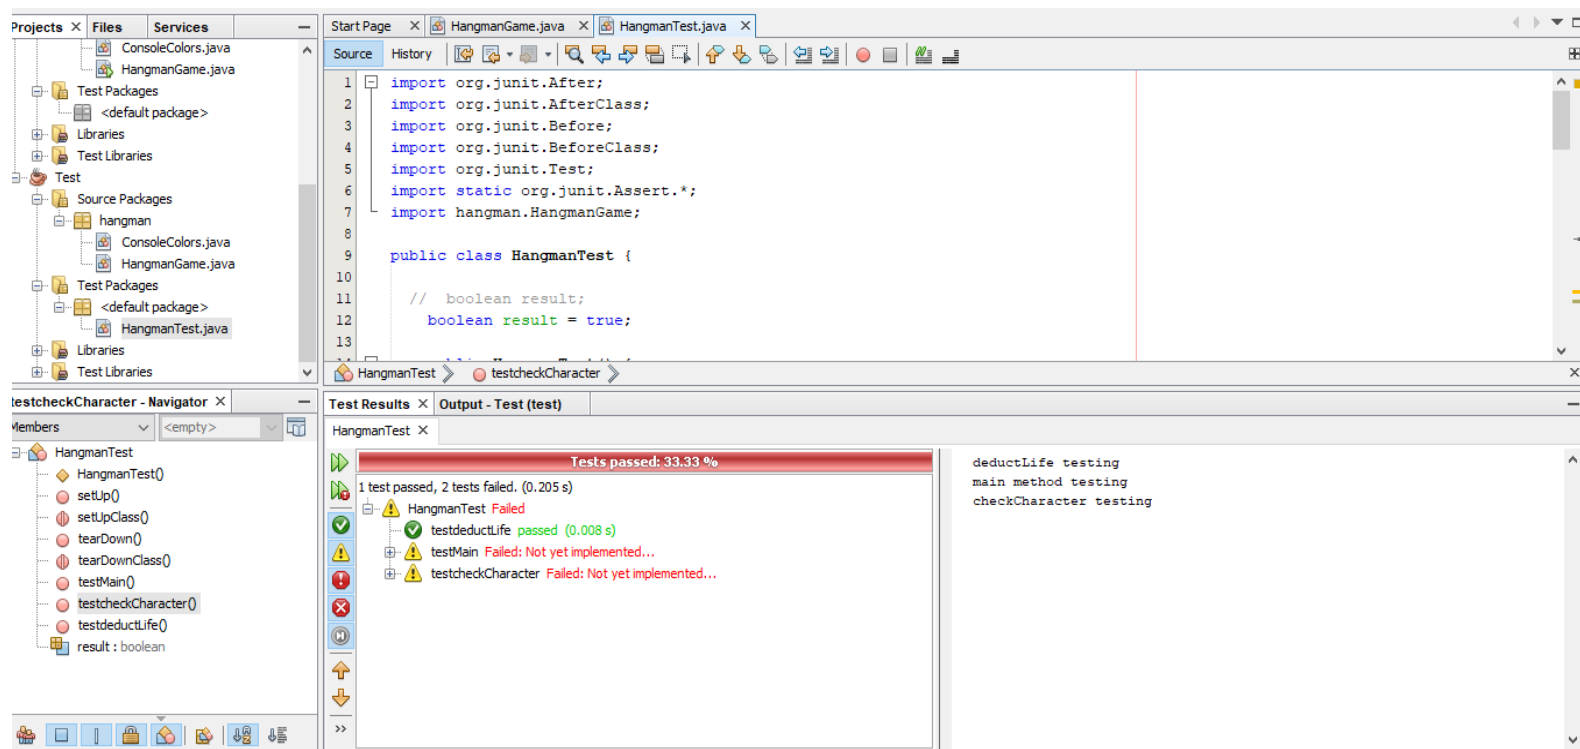 Projects Files Services
ConsoleColors.java
HangmanGame.java
Test Packages
<default package>
Libraries
Test Libraries
Test
Source Packages
hangman
ConsoleColors.java
HangmanGame.java
Test Packages
<default package>
HangmanTest.java
Libraries
Test Libraries
testcheckCharacter - Navigator
Members <empty>
HangmanTest
HangmanTest()
setUp()
setUpClass()
tearDown()
tearDownClass()
testMain()
testcheckCharacter()
testdeductLife()
result : boolean
Start Page HangmanGame.java HangmanTest.java
Source History
1 import org.junit.After;
2 import org.junit.AfterClass;
3 import org.junit.Before;
4 import org.junit.BeforeClass;
5 import org.junit.Test;
6 import static org.junit.Assert.*;
7 import hangman.HangmanGame;
8
9 public class HangmanTest {
10
11 // boolean result;
12 boolean result = true;
13
HangmanTest testcheckCharacter
Test Results Output - Test (test)
HangmanTest
Tests passed: 33.33 %
1 test passed, 2 tests failed. (0.205 s)
HangmanTest Failed
testdeductLife passed (0.008 s)
testMain Failed: Not yet implemented...
testcheckCharacter Failed: Not yet implemented...
deductLife testing
main method testing
checkCharacter testing